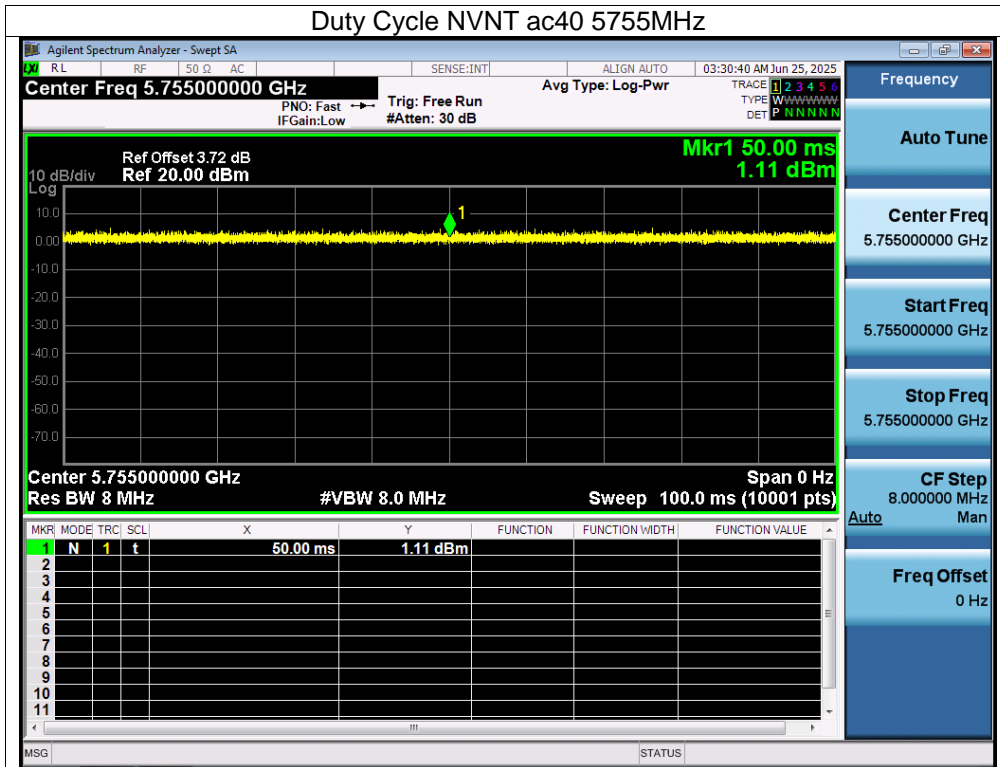 Duty Cycle NVNT ac40 5755MHz
Agilent Spectrum Analyzer - Swept SA
LXI RL RF 50 Ω AC SENSE:INT ALIGN AUTO 03:30:40 AM Jun 25, 2025
Center Freq 5.755000000 GHz Avg Type: Log-Pwr TRACE 1 2 3 4 5 6
PNO: Fast Trig: Free Run TYPE WWWWWW
IFGain:Low #Atten: 30 dB DET P N N N N N
Frequency
Mkr1 50.00 ms
1.11 dBm
Ref Offset 3.72 dB
10 dB/div Ref 20.00 dBm
Log
10.0
0.00
-10.0
-20.0
-30.0
-40.0
-50.0
-60.0
-70.0
1
Center 5.755000000 GHz Span 0 Hz
Res BW 8 MHz #VBW 8.0 MHz Sweep 100.0 ms (10001 pts)
MKR MODE TRC SCL X Y FUNCTION FUNCTION WIDTH FUNCTION VALUE
1 N 1 t 50.00 ms 1.11 dBm
2
3
4
5
6
7
8
9
10
11
MSG STATUS
Auto Tune
Center Freq
5.755000000 GHz
Start Freq
5.755000000 GHz
Stop Freq
5.755000000 GHz
CF Step
8.000000 MHz
Auto Man
Freq Offset
0 Hz